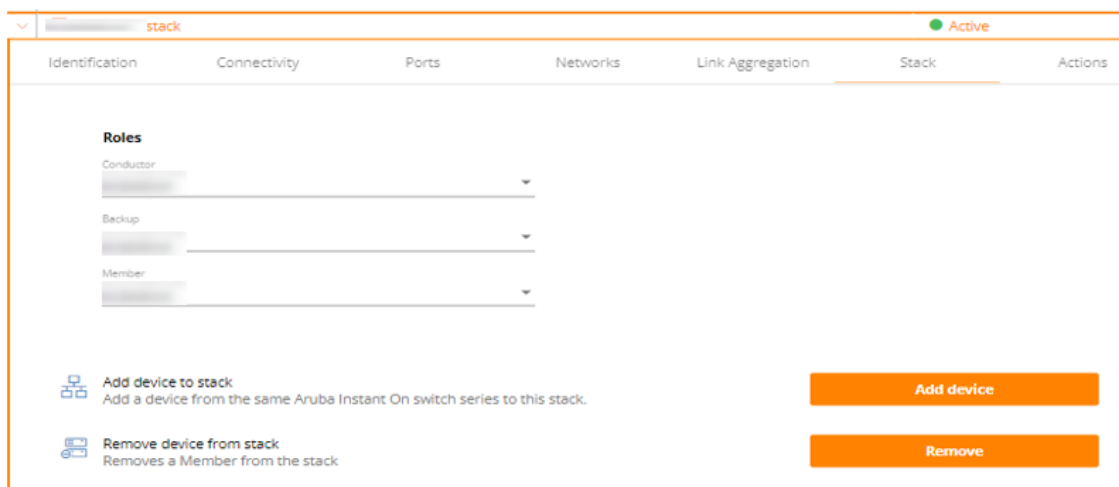 stack Active
Identification Connectivity Ports Networks Link Aggregation Stack Actions
Roles
Conductor
Backup
Member
Add device to stack
Add a device from the same Aruba Instant On switch series to this stack.
Add device
Remove device from stack
Removes a Member from the stack
Remove